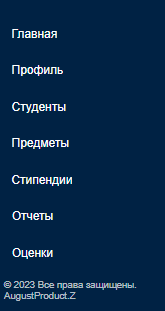 Главная
Профиль
Студенты
Предметы
Стипендии
Отчеты
Оценки
© 2023 Все права защищены.
AugustProduct.Z